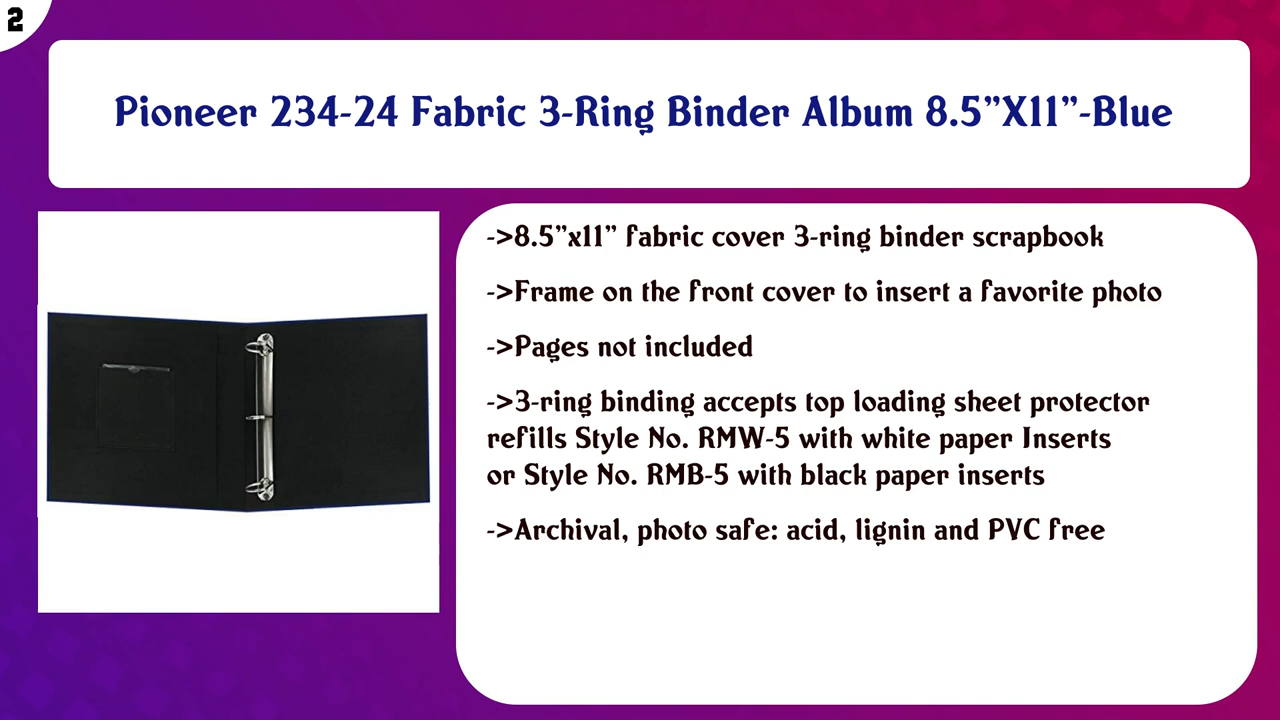 2
Pioneer 234-24 Fabric 3-Ring Binder Album 8.5”X11”-Blue
->8.5”x11” fabric cover 3-ring binder scrapbook
->Frame on the front cover to insert a favorite photo
->Pages not included
->3-ring binding accepts top loading sheet protector
refills Style No. RMW-5 with white paper Inserts
or Style No. RMB-5 with black paper inserts
->Archival, photo safe: acid, lignin and PVC free